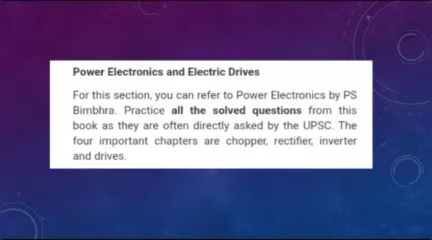 Power Electronics and Electric Drives
For this section, you can refer to Power Electronics by PS
Bimbhra. Practice all the solved questions from this
book as they are often directly asked by the UPSC. The
four important chapters are chopper, rectifier, inverter
and drives.